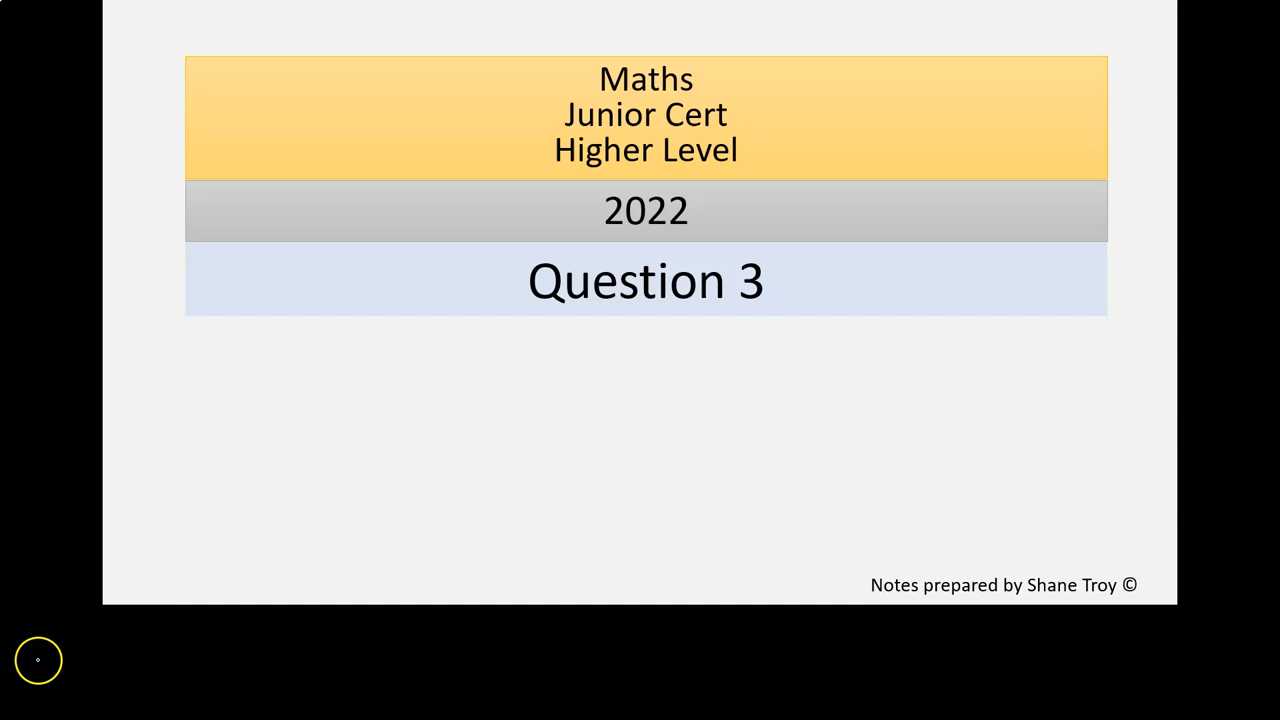 Maths
Junior Cert
Higher Level
2022
Question 3
Notes prepared by Shane Troy ©